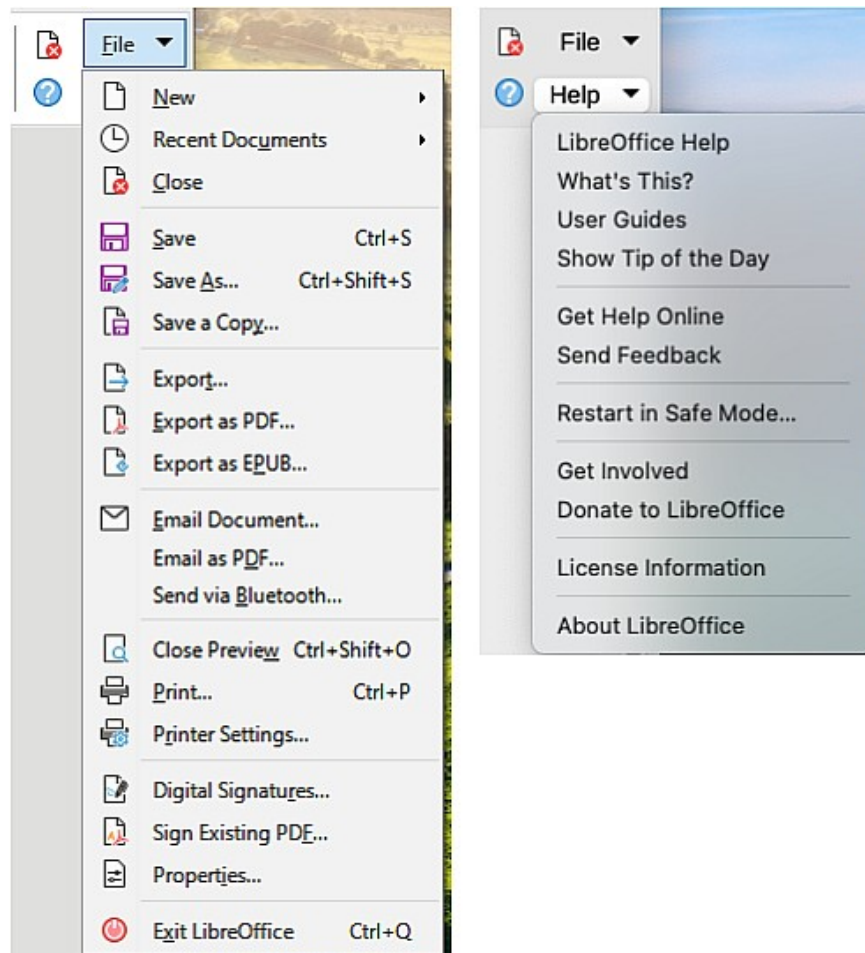 File
New
Recent Documents
Close
Save Ctrl+S
Save As... Ctrl+Shift+S
Save a Copy...
Export...
Export as PDF...
Export as EPUB...
Email Document...
Email as PDF...
Send via Bluetooth...
Close Preview Ctrl+Shift+O
Print... Ctrl+P
Printer Settings...
Digital Signatures...
Sign Existing PDF...
Properties...
Exit LibreOffice Ctrl+Q
File
Help
LibreOffice Help
What's This?
User Guides
Show Tip of the Day
Get Help Online
Send Feedback
Restart in Safe Mode...
Get Involved
Donate to LibreOffice
License Information
About LibreOffice